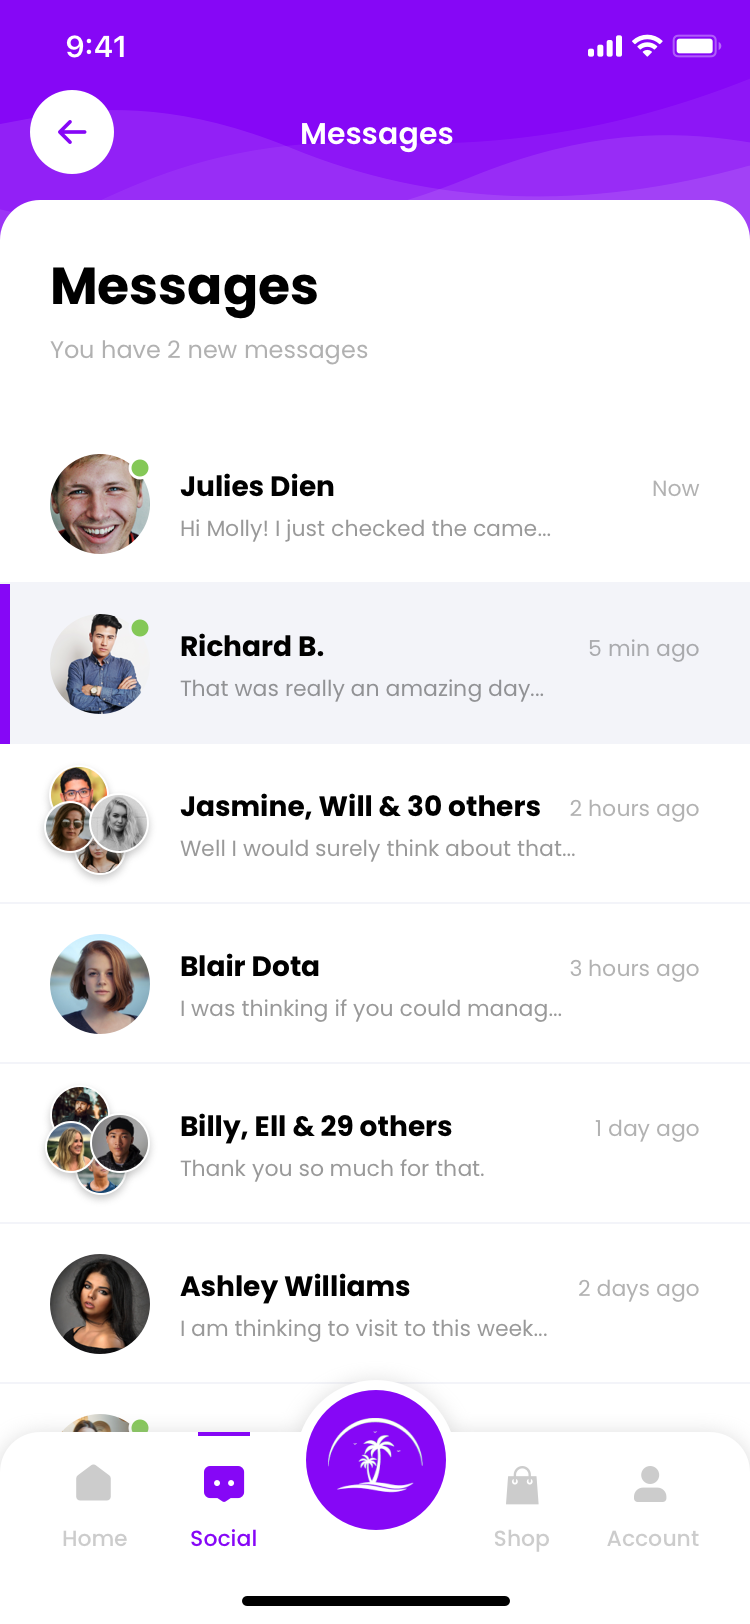 9:41
Messages
Messages
You have 2 new messages
Julies Dien
Now
Hi Molly! I just checked the came...
Richard B.
5 min ago
That was really an amazing day...
Jasmine, Will & 30 others
2 hours ago
Well I would surely think about that...
Blair Dota
3 hours ago
I was thinking if you could manag...
Billy, Ell & 29 others
1 day ago
Thank you so much for that.
Ashley Williams
2 days ago
I am thinking to visit to this week...
Home
Social
Shop
Account